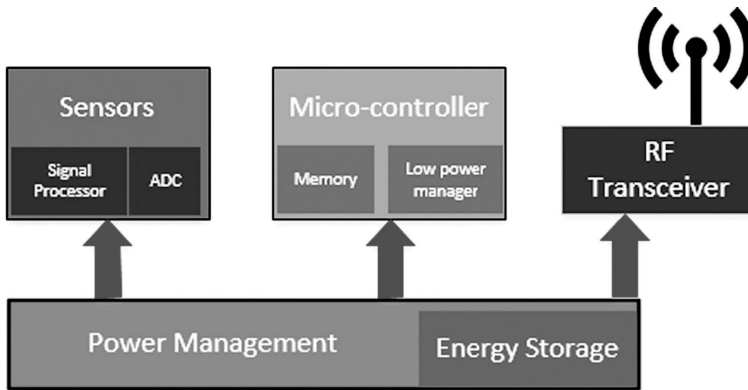 Sensors
Signal
Processor
ADC
Micro-controller
Memory
Low power
manager
RF
Transceiver
Power Management
Energy Storage